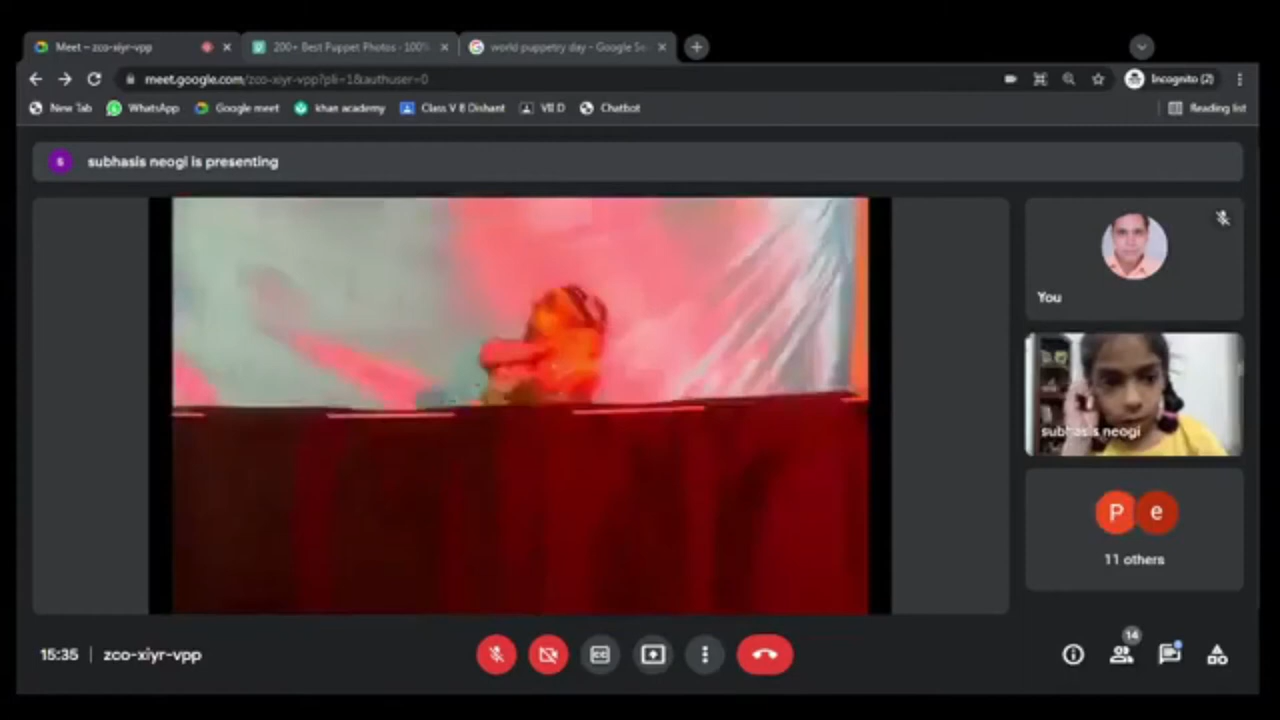 Meet – zco-xiyr-vpp
200+ Best Puppet Photos · 100%
world puppetry day - Google Se
meet.google.com/zco-xiyr-vpp?pli=1&authuser=0
Incognito (2)
New Tab
WhatsApp
Google meet
khan academy
Class V B Dishant
VII D
Chatbot
Reading list
s
subhasis neogi is presenting
You
subhasis neogi
P e
11 others
15:35 | zco-xiyr-vpp
CC
14